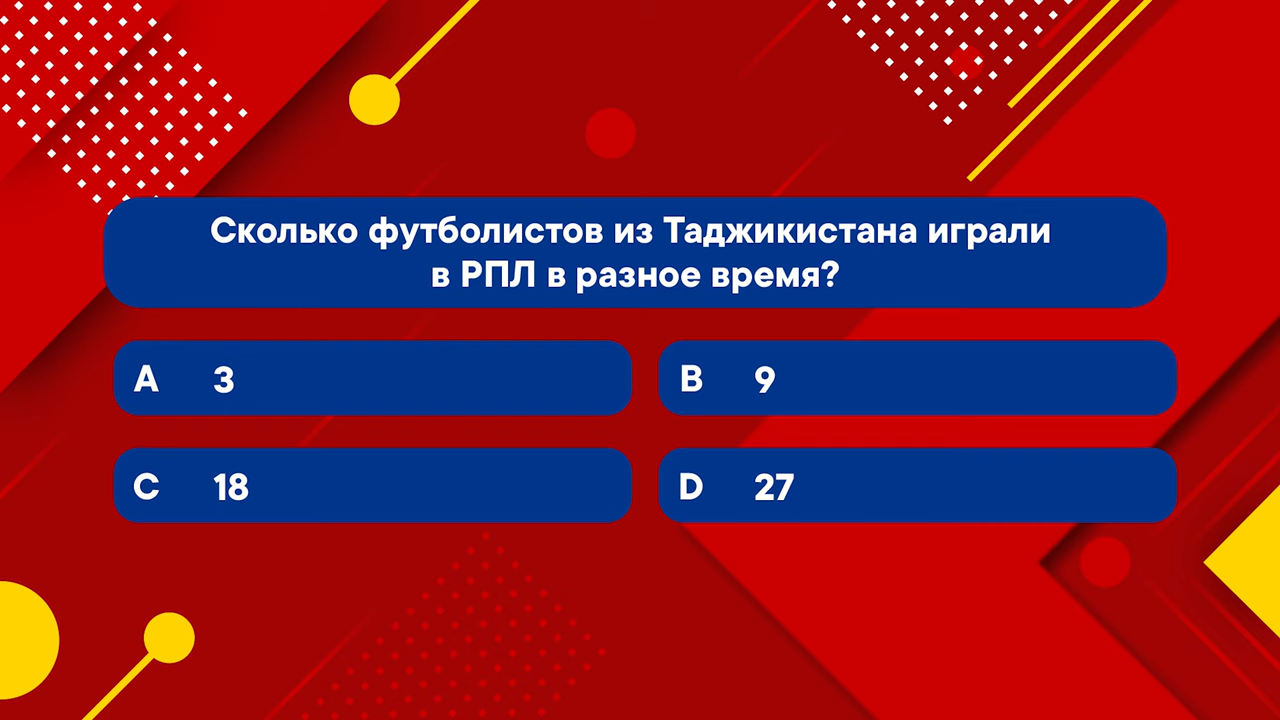 Сколько футболистов из Таджикистана играли
в РПЛ в разное время?
A 3
B 9
C 18
D 27